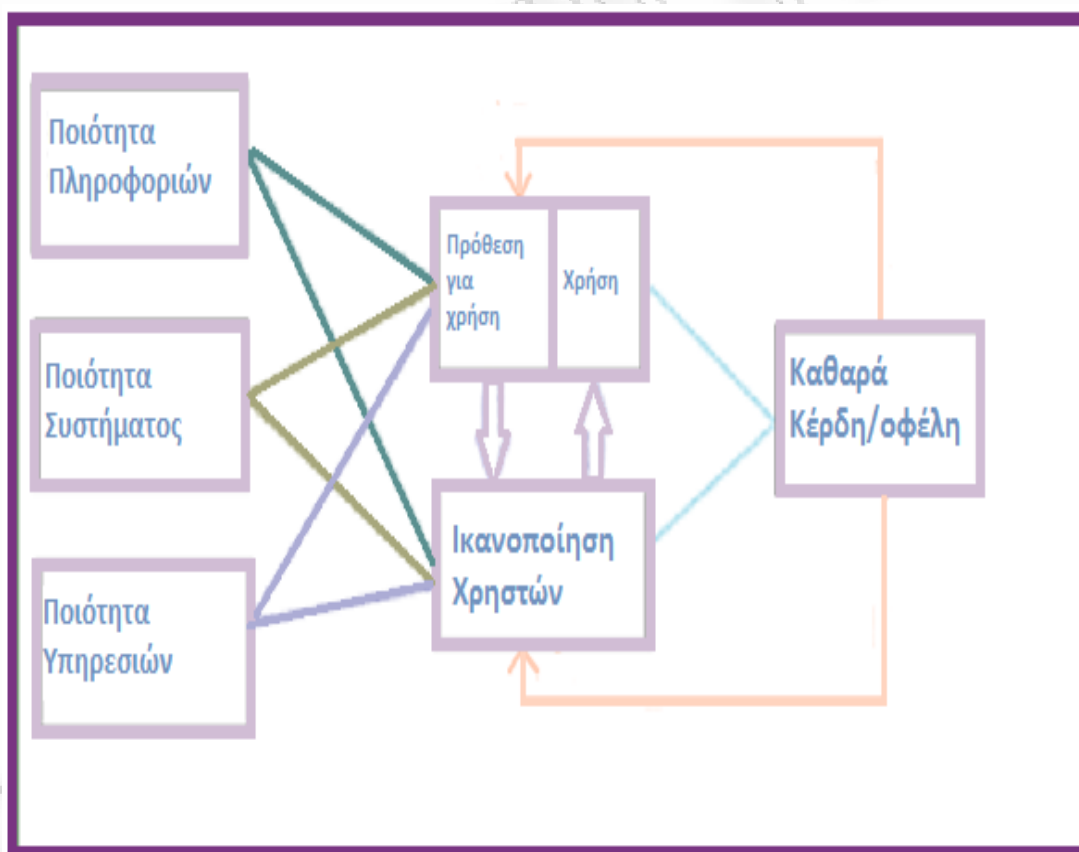 Ποιότητα
Πληροφοριών
Πρόθεση
για
χρήση
Χρήση
Ποιότητα
Συστήματος
Καθαρά
Κέρδη/οφέλη
Ικανοποίηση
Χρηστών
Ποιότητα
Υπηρεσιών